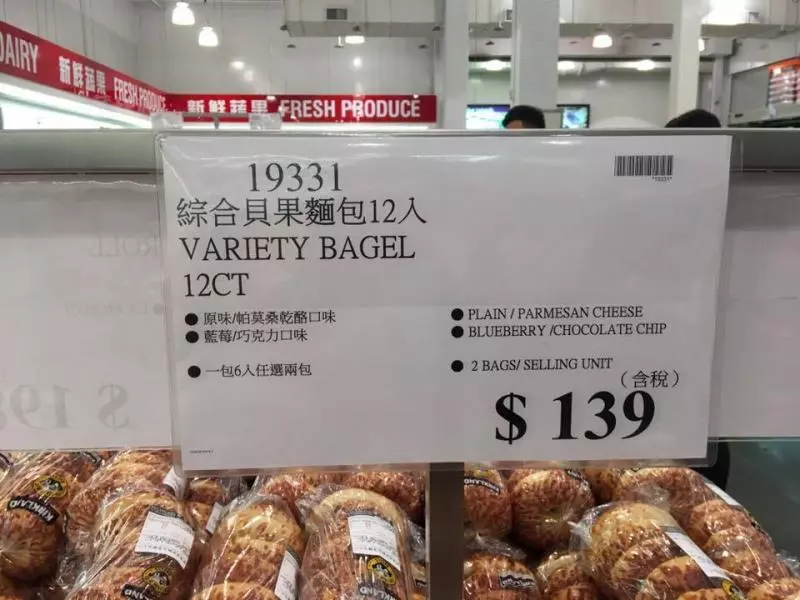 DAIRY
新鮮蔬果 FRESH PRODUCE
新鮮蔬果 FRESH PRODUCE
19331
綜合貝果麵包12入
VARIETY BAGEL
12CT
● 原味/帕莫桑乾酪口味
● 藍莓/巧克力口味
● 一包6入任選兩包
● PLAIN / PARMESAN CHEESE
● BLUEBERRY /CHOCOLATE CHIP
● 2 BAGS/ SELLING UNIT
(含稅)
$ 139
KIRKLAND